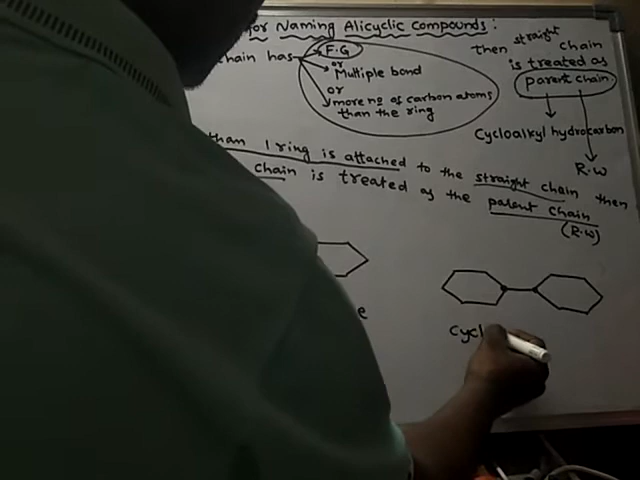 for Naming Alicyclic Compounds:
chain has F.G
or
Multiple bond
or
more no of carbon atoms
than the ring
then straight chain
is treated as
parent chain
Cycloalkyl hydrocarbon
R.W
than 1 ring is attached to the straight chain then
chain is treated as the parent chain
(R.W)
e
Cycl